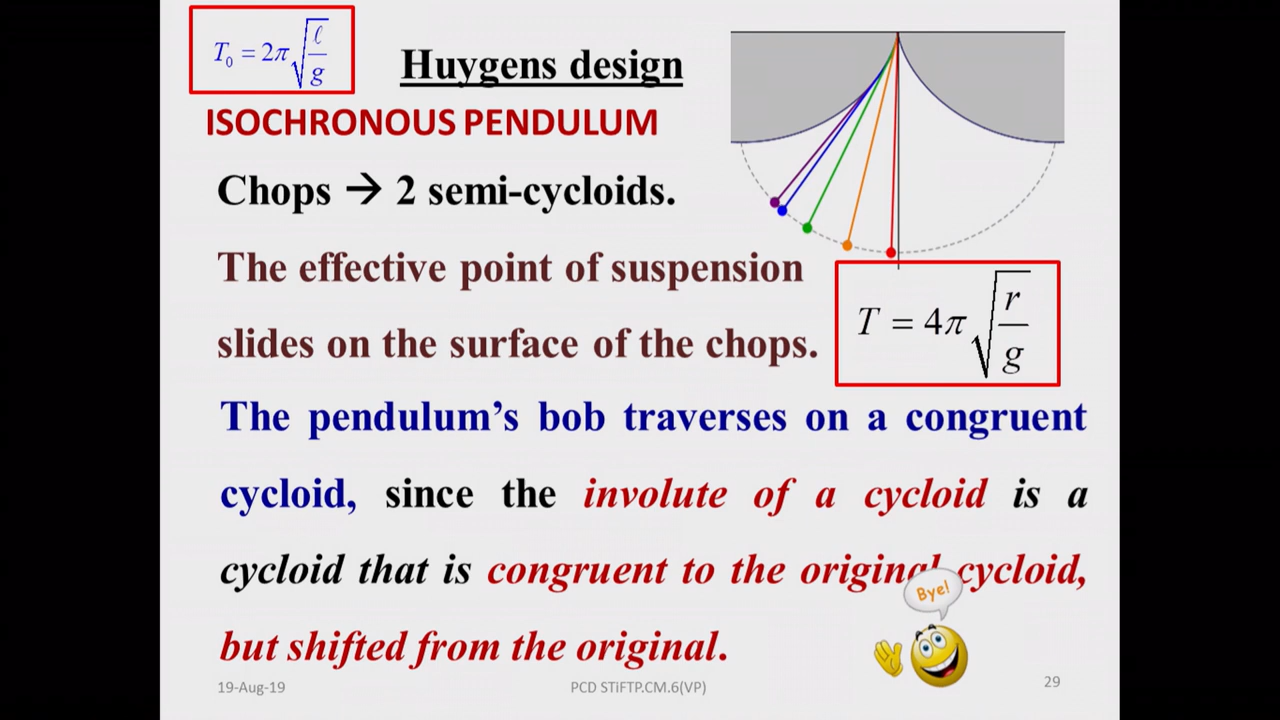 T₀ = 2π√(ℓ/g)
Huygens design
ISOCHRONOUS PENDULUM
Chops → 2 semi-cycloids.
The effective point of suspension
slides on the surface of the chops.
T = 4π√(r/g)
The pendulum’s bob traverses on a congruent
cycloid, since the involute of a cycloid is a
cycloid that is congruent to the original cycloid,
but shifted from the original.
Bye!
19-Aug-19
PCD STiFTP.CM.6(VP)
29